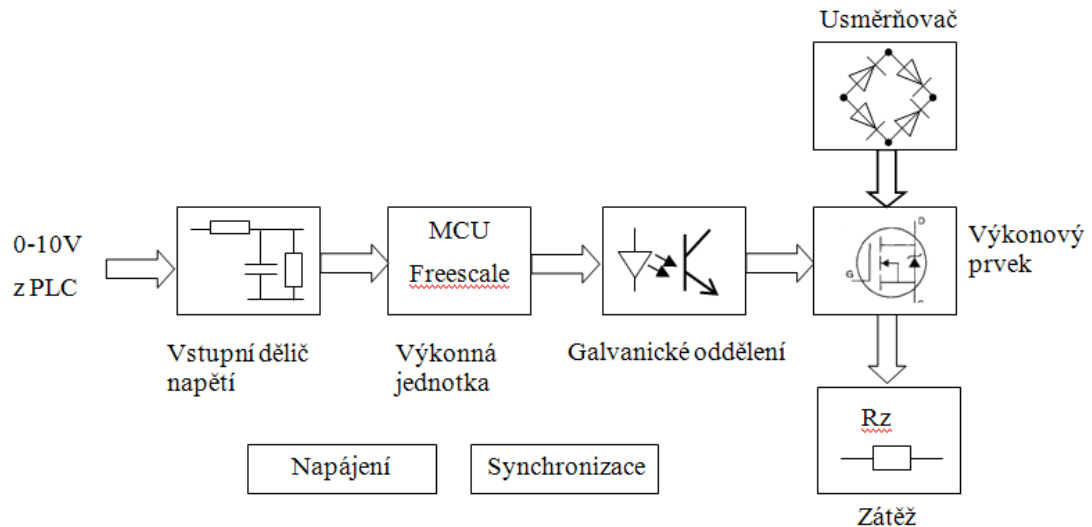 Usměrňovač
0-10V
z PLC
MCU
Freescale
D
G
S
Výkonový
prvek
Vstupní dělič
napětí
Výkonná
jednotka
Galvanické oddělení
Rz
Napájení
Synchronizace
Zátěž